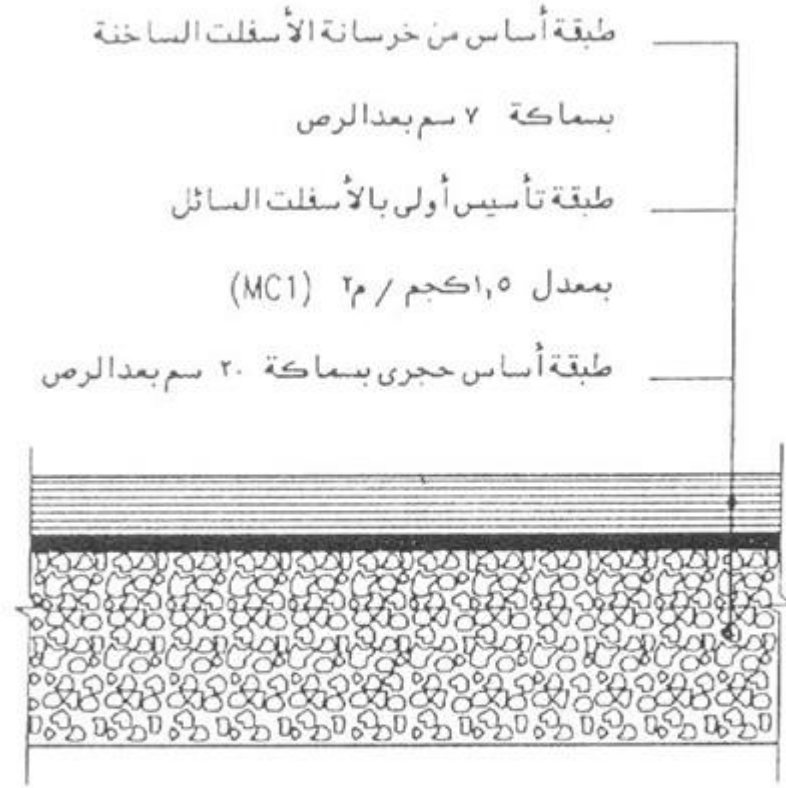 طبقة أساس من خرسانة الأسفلت الساخنة
بسماكة ٧ سم بعد الرص
طبقة تأسيس أولى بالأسفلت السائل
بمعدل ١,٥ كجم / م٢ (MC1)
طبقة أساس حجرى بسماكة ٢٠ سم بعد الرص